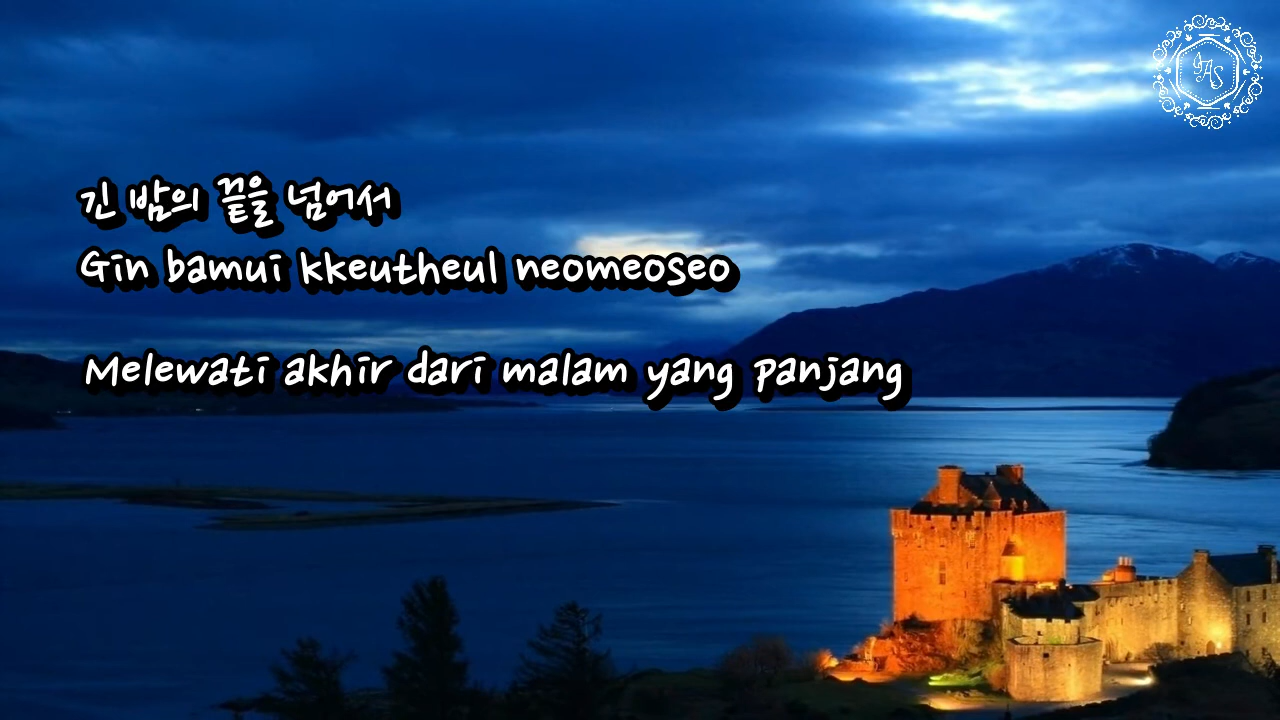 긴 밤의 끝을 넘어서
Gin bamui kkeutheul neomeoseo
Melewati akhir dari malam yang panjang